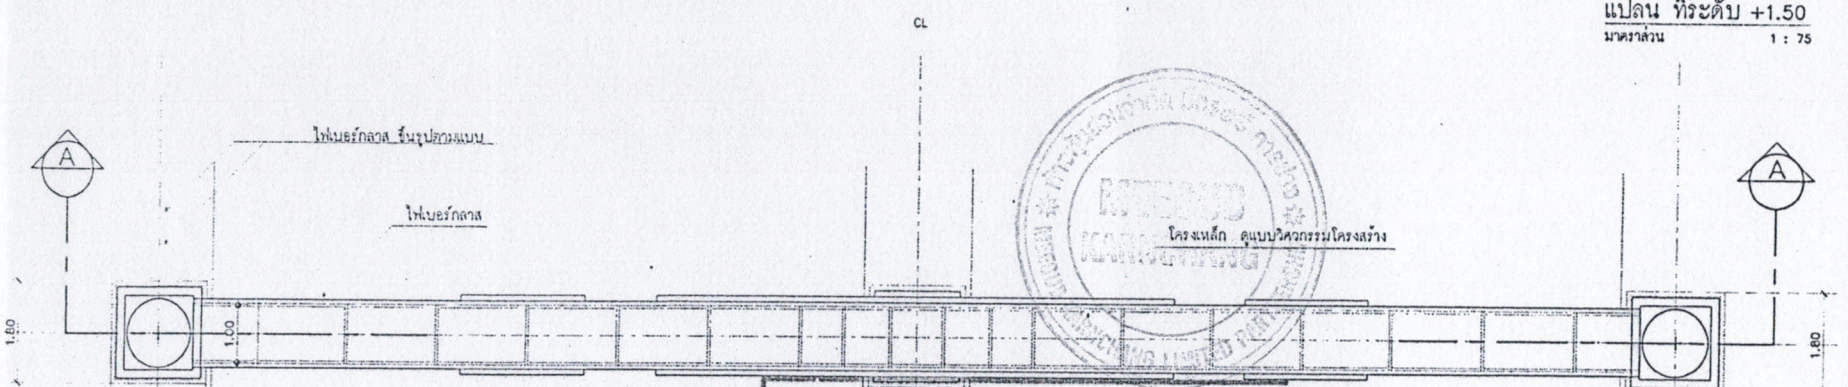 CL
แปลน ที่ระดับ +1.50
มาตราส่วน 1 : 75
ไฟเบอร์กลาส ขึ้นรูปตามแบบ
A
A
ไฟเบอร์กลาส
โครงเหล็ก ดูแบบวิศวกรรมโครงสร้าง
1.80
1.00
1.80